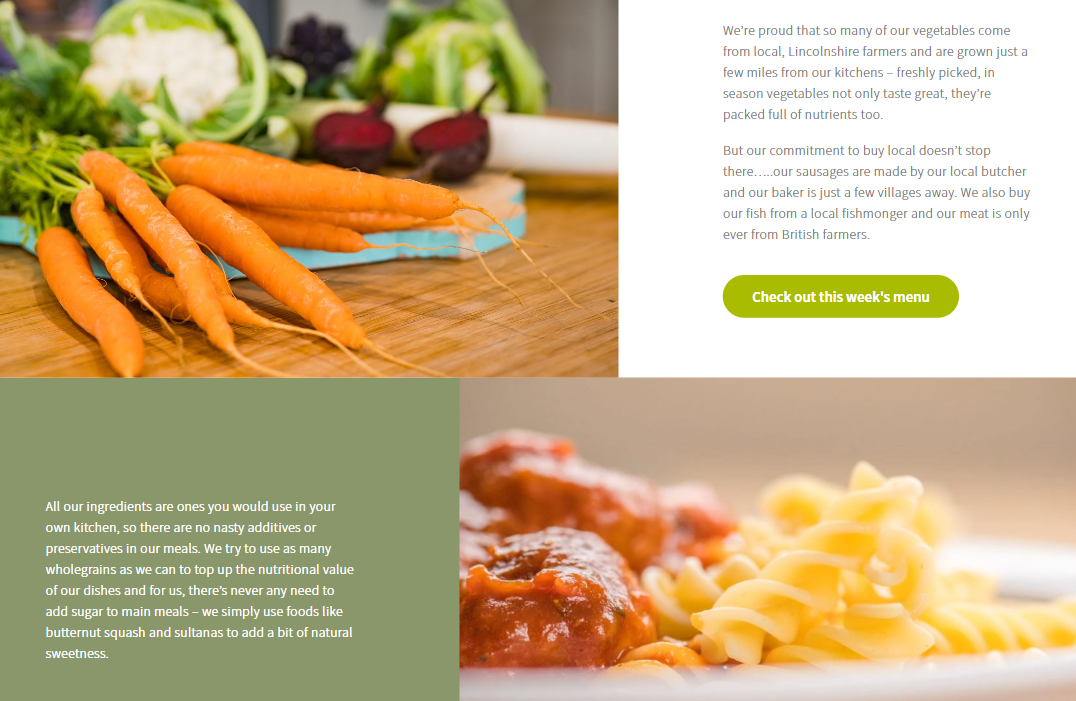 We’re proud that so many of our vegetables come
from local, Lincolnshire farmers and are grown just a
few miles from our kitchens – freshly picked, in
season vegetables not only taste great, they’re
packed full of nutrients too.
But our commitment to buy local doesn’t stop
there…..our sausages are made by our local butcher
and our baker is just a few villages away. We also buy
our fish from a local fishmonger and our meat is only
ever from British farmers.
Check out this week's menu
All our ingredients are ones you would use in your
own kitchen, so there are no nasty additives or
preservatives in our meals. We try to use as many
wholegrains as we can to top up the nutritional value
of our dishes and for us, there’s never any need to
add sugar to main meals – we simply use foods like
butternut squash and sultanas to add a bit of natural
sweetness.